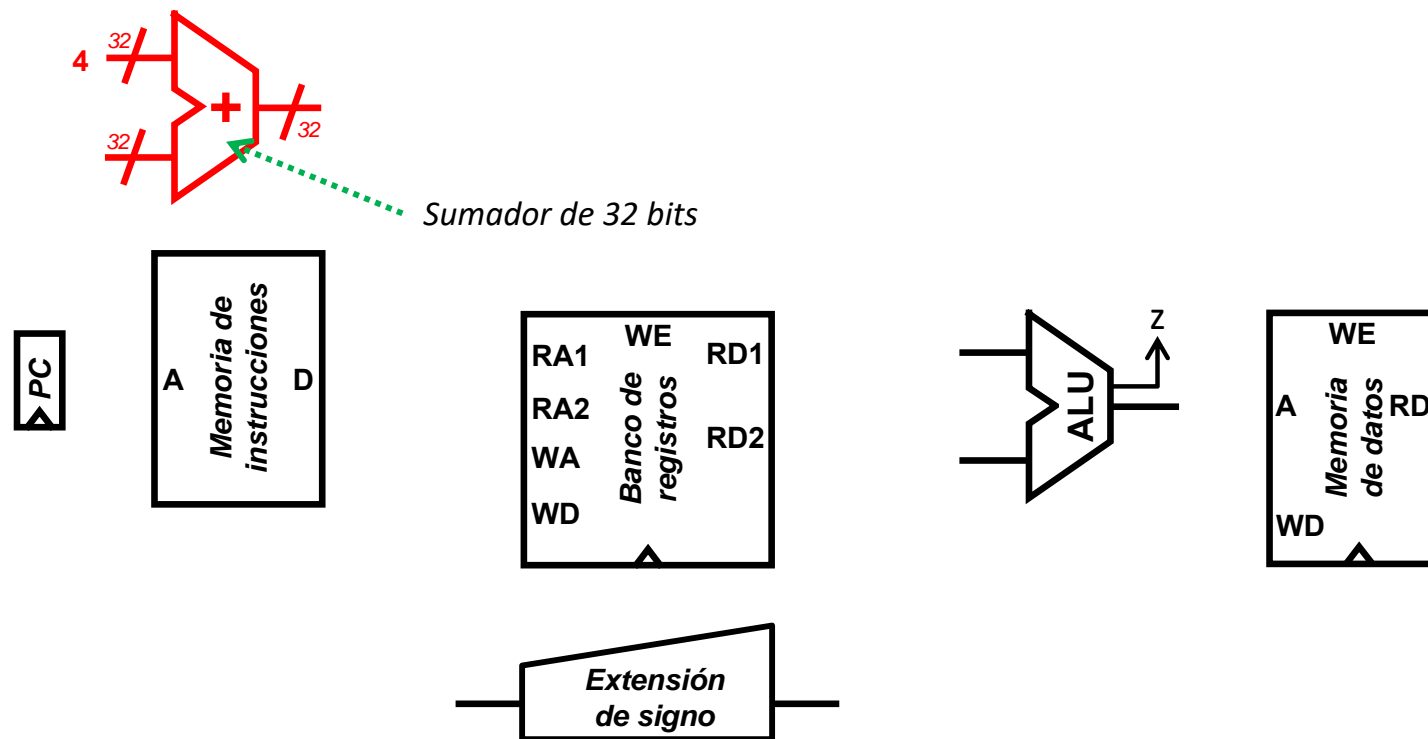 32
4
+
32
32
Sumador de 32 bits
PC
A
Memoria de
instrucciones
D
WE
RA1
RD1
RA2
RD2
WA
WD
Banco de
registros
Z
ALU
WE
A
RD
WD
Memoria
de datos
Extensión
de signo